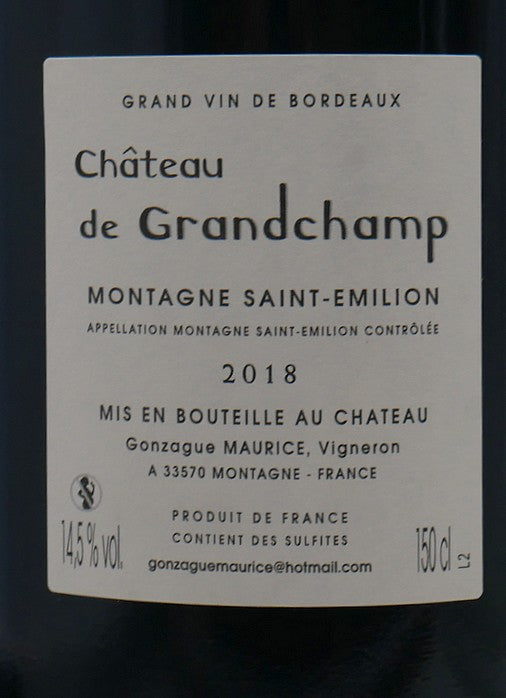 GRAND VIN DE BORDEAUX
Château
de Grandchamp
MONTAGNE SAINT-EMILION
APPELLATION MONTAGNE SAINT-EMILION CONTRÔLÉE
2018
MIS EN BOUTEILLE AU CHATEAU
Gonzague MAURICE, Vigneron
A 33570 MONTAGNE - FRANCE
PRODUIT DE FRANCE
CONTIENT DES SULFITES
14,5 % vol.
gonzaguemaurice@hotmail.com
150 cl
L2